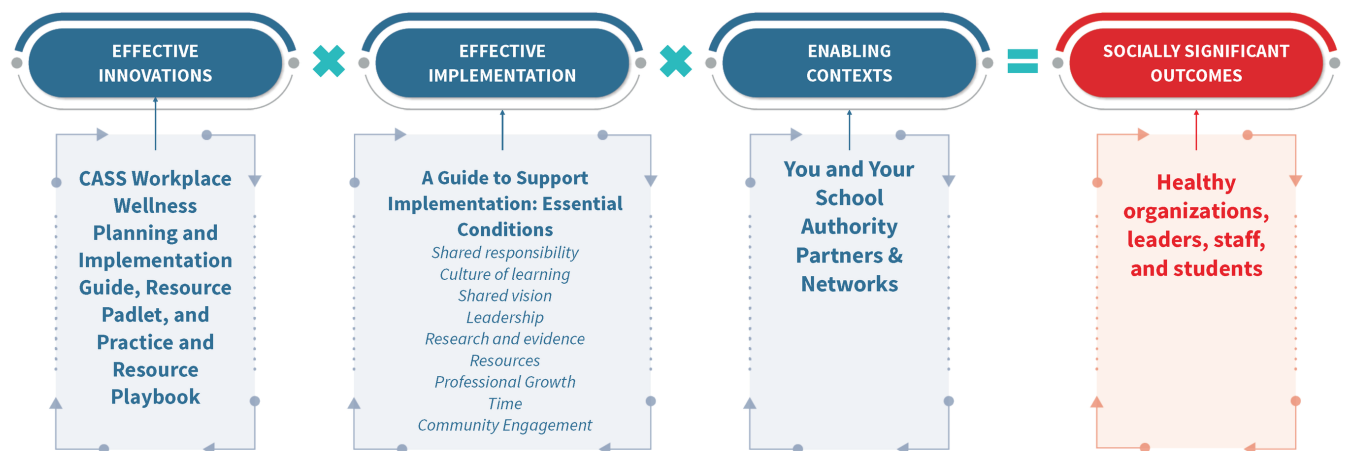 EFFECTIVE
INNOVATIONS
EFFECTIVE
IMPLEMENTATION
ENABLING
CONTEXTS
SOCIALLY SIGNIFICANT
OUTCOMES
CASS Workplace
Wellness
Planning and
Implementation
Guide, Resource
Padlet, and
Practice and
Resource
Playbook
A Guide to Support
Implementation: Essential
Conditions
Shared responsibility
Culture of learning
Shared vision
Leadership
Research and evidence
Resources
Professional Growth
Time
Community Engagement
You and Your
School
Authority
Partners &
Networks
Healthy
organizations,
leaders, staff,
and students